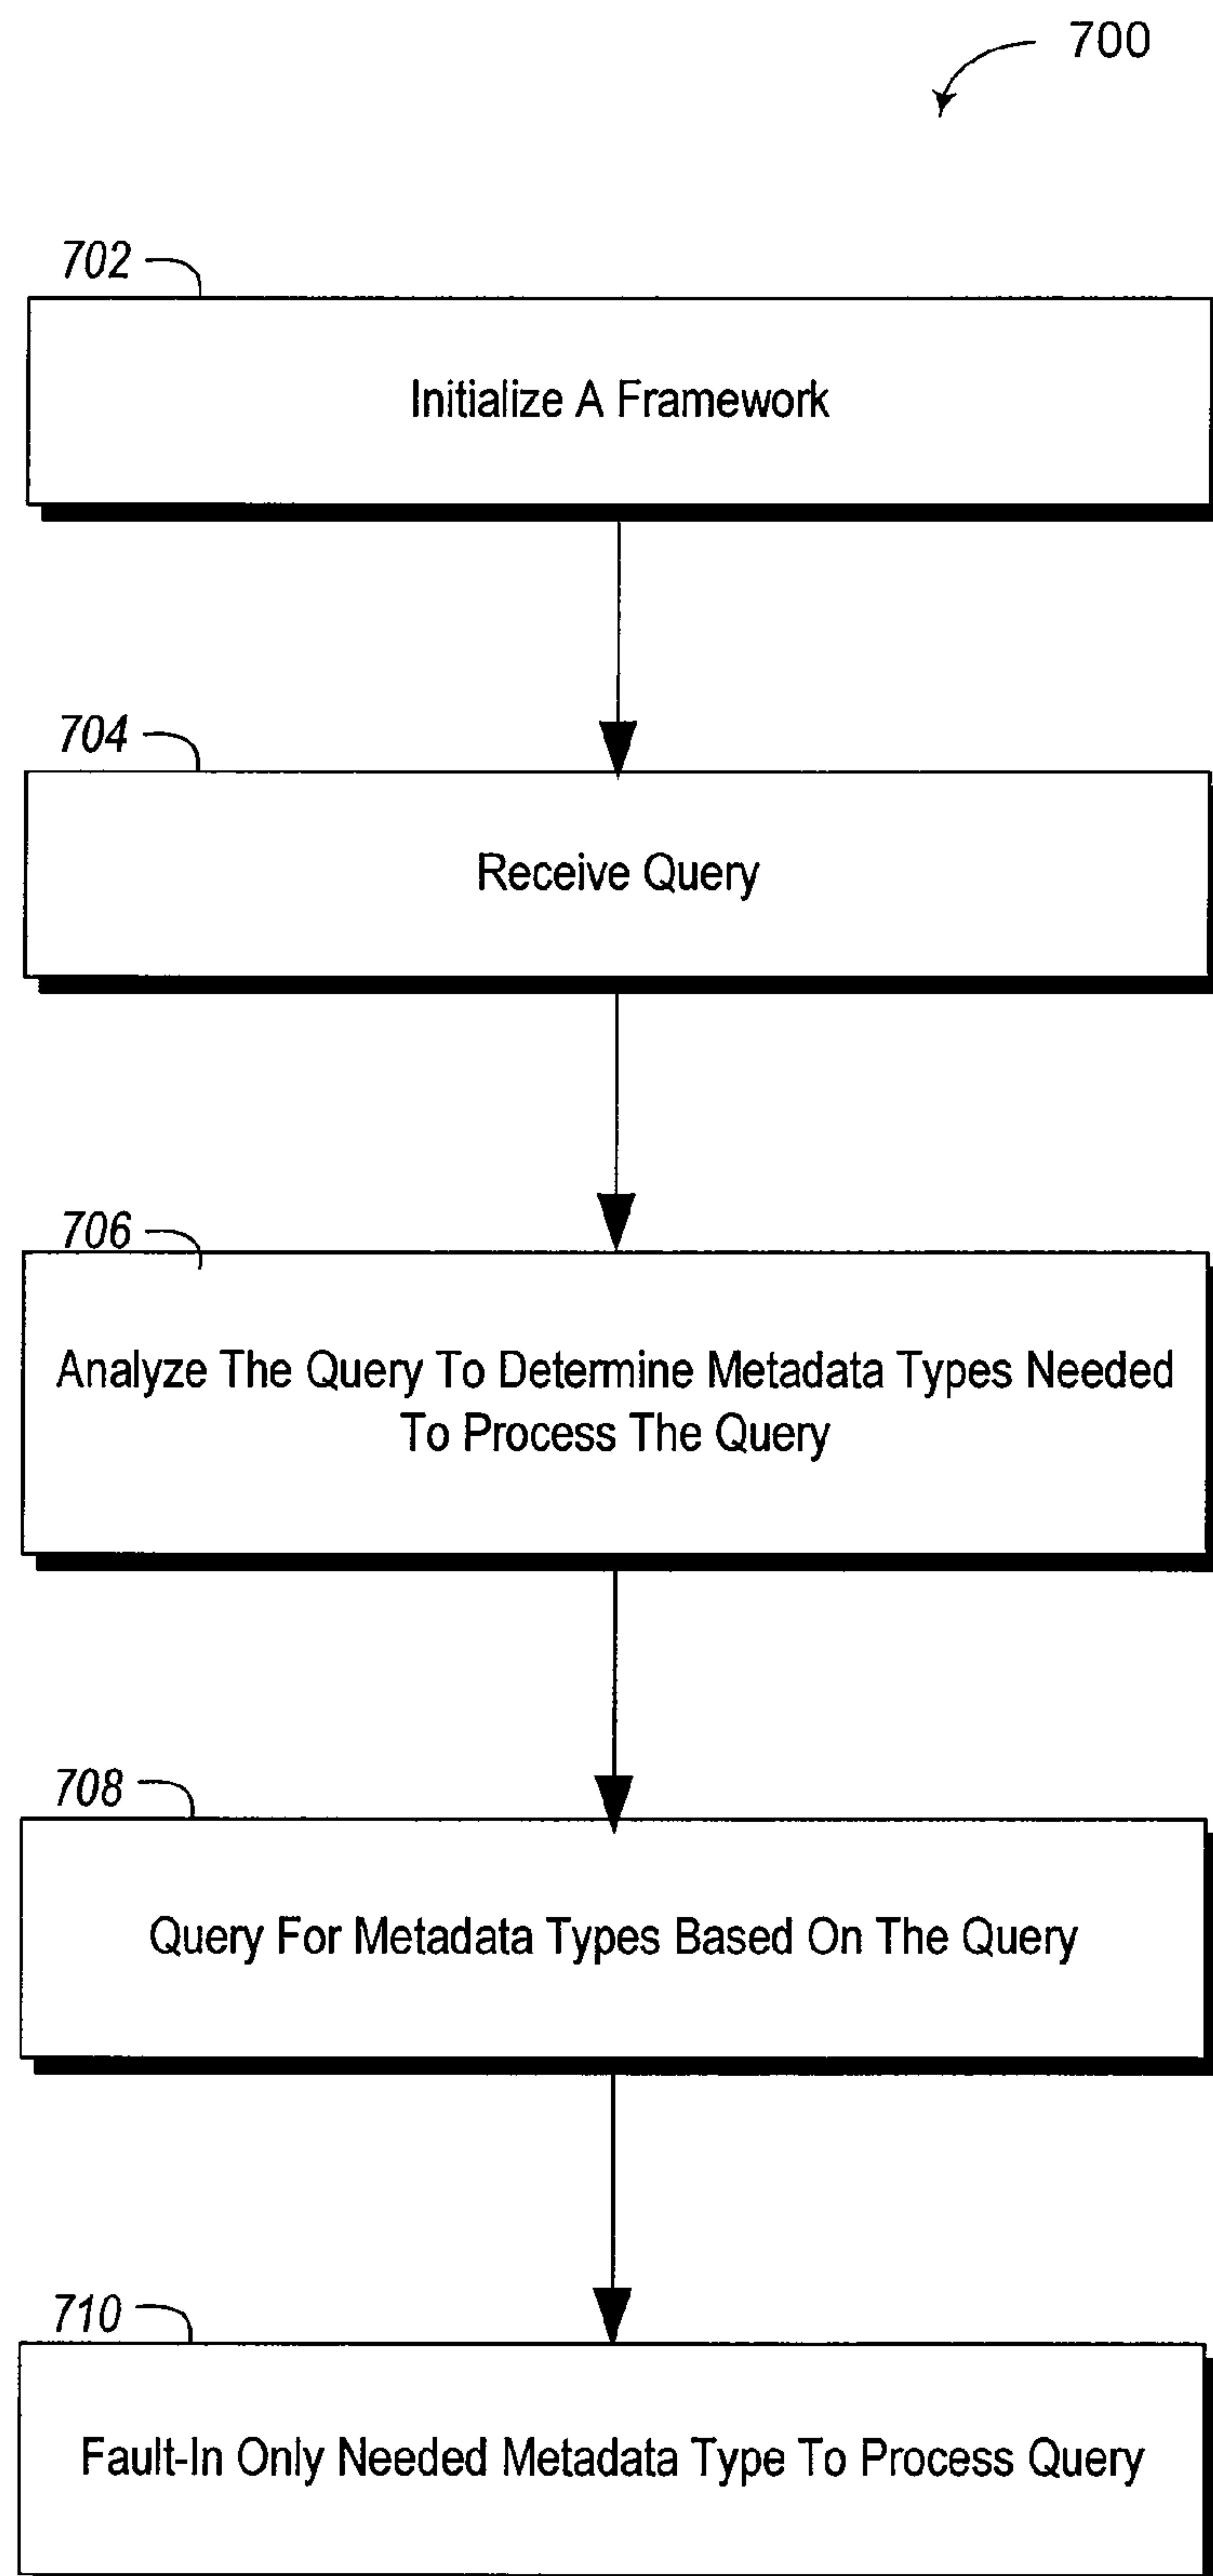 700
702
Initialize A Framework
704
Receive Query
706
Analyze The Query To Determine Metadata Types Needed
To Process The Query
708
Query For Metadata Types Based On The Query
710
Fault-In Only Needed Metadata Type To Process Query